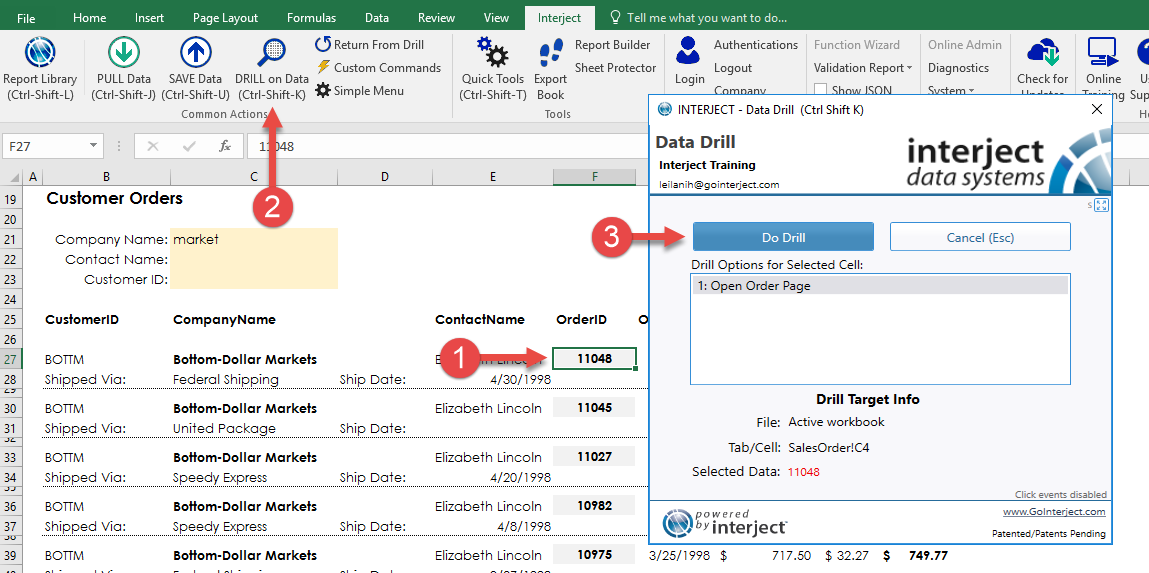 File Home Insert Page Layout Formulas Data Review View Interject Tell me what you want to do...
Report Library
(Ctrl-Shift-L)
PULL Data
(Ctrl-Shift-J)
SAVE Data
(Ctrl-Shift-U)
DRILL on Data
(Ctrl-Shift-K)
Return From Drill
Custom Commands
Simple Menu
Common Actions
Quick Tools
(Ctrl-Shift-T)
Export
Book
Report Builder
Sheet Protector
Tools
Login
Authentications
Logout
Company
Function Wizard
Validation Report
Show JSON
Online Admin
Diagnostics
System
Check for
Updates
Online
Training
F27 fx 11048
A B C D E F
19 Customer Orders
20
21 Company Name: market
22 Contact Name:
23 Customer ID:
24
25 CustomerID CompanyName ContactName OrderID O
26
27 BOTTM Bottom-Dollar Markets Lincoln 11048
28 Shipped Via: Federal Shipping Ship Date: 4/30/1998
29
30 BOTTM Bottom-Dollar Markets Elizabeth Lincoln 11045
31 Shipped Via: United Package Ship Date:
32
33 BOTTM Bottom-Dollar Markets Elizabeth Lincoln 11027
34 Shipped Via: Speedy Express Ship Date: 4/20/1998
35
36 BOTTM Bottom-Dollar Markets Elizabeth Lincoln 10982
37 Shipped Via: Speedy Express Ship Date: 4/8/1998
38
39 BOTTM Bottom-Dollar Markets Elizabeth Lincoln 10975 3/25/1998 $ 717.50 $ 32.27 $ 749.77
1
2
3
INTERJECT - Data Drill (Ctrl Shift K)
Data Drill
Interject Training
leilanih@gointerject.com
interject
data systems
s
Do Drill Cancel (Esc)
Drill Options for Selected Cell:
1: Open Order Page
Drill Target Info
File: Active workbook
Tab/Cell: SalesOrder!C4
Selected Data: 11048
Click events disabled
powered
by interject
www.GoInterject.com
Patented/Patents Pending